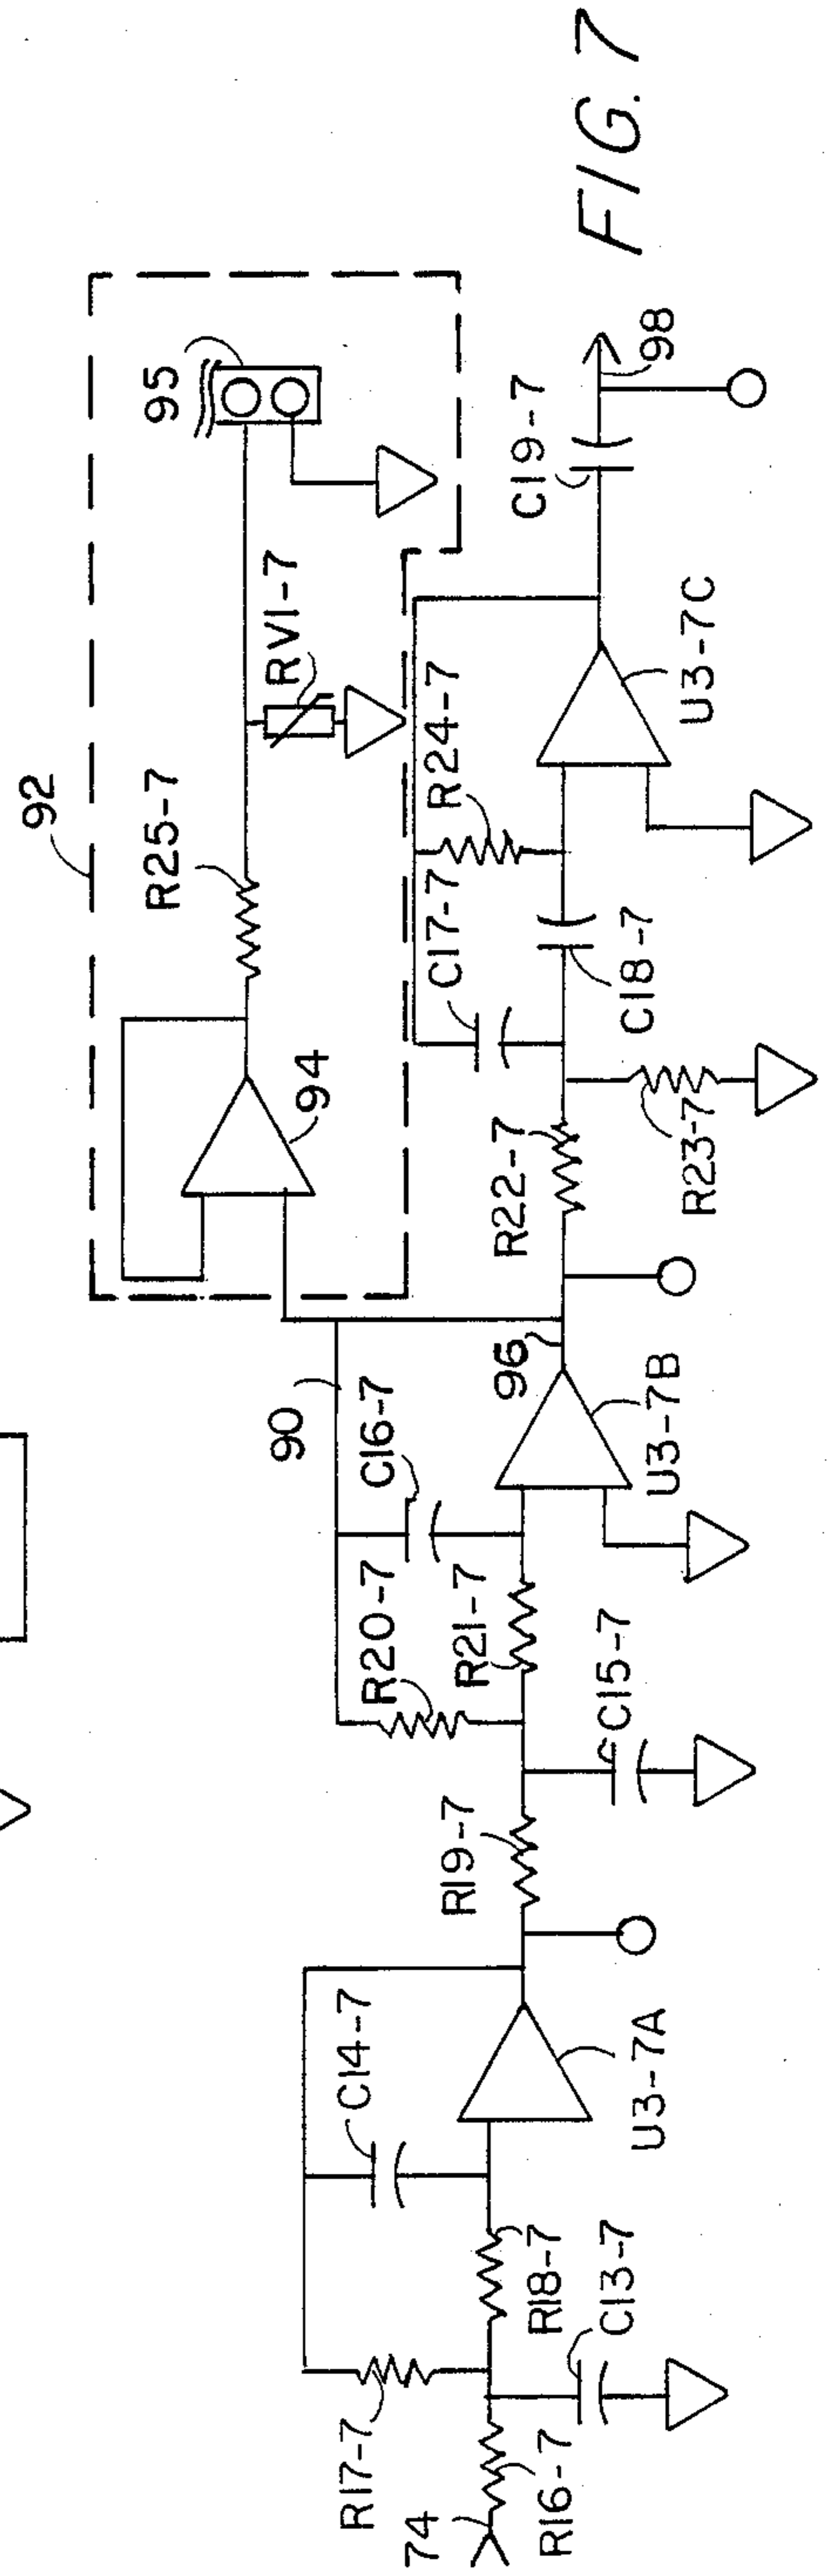 92
R25-7
95
RV1-7
94
90
C16-7
C17-7
R24-7
C19-7
98
FIG. 7
C14-7
R20-7
R21-7
96
R22-7
C18-7
U3-7C
R17-7
R18-7
R19-7
C15-7
U3-7B
R23-7
74
R16-7
C13-7
U3-7A